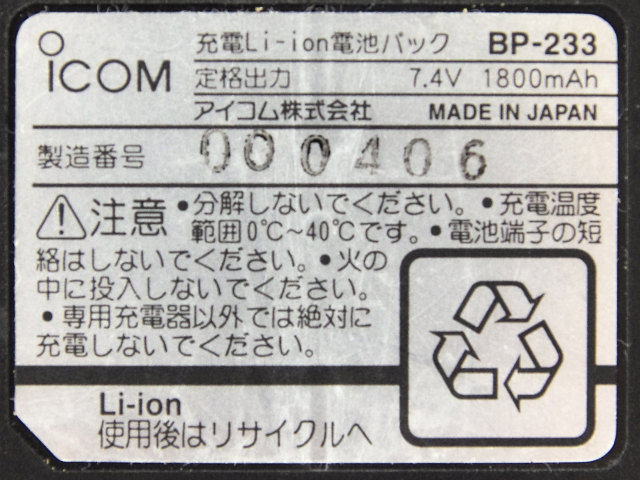 ICOM
充電Li-ion電池パック BP-233
定格出力 7.4V 1800mAh
アイコム株式会社 MADE IN JAPAN
製造番号 000406
⚠注意 •分解しないでください。•充電温度
範囲0℃〜40℃です。•電池端子の短
絡はしないでください。•火の
中に投入しないでください。
•専用充電器以外では絶対に
充電しないでください。
Li-ion
使用後はリサイクルへ